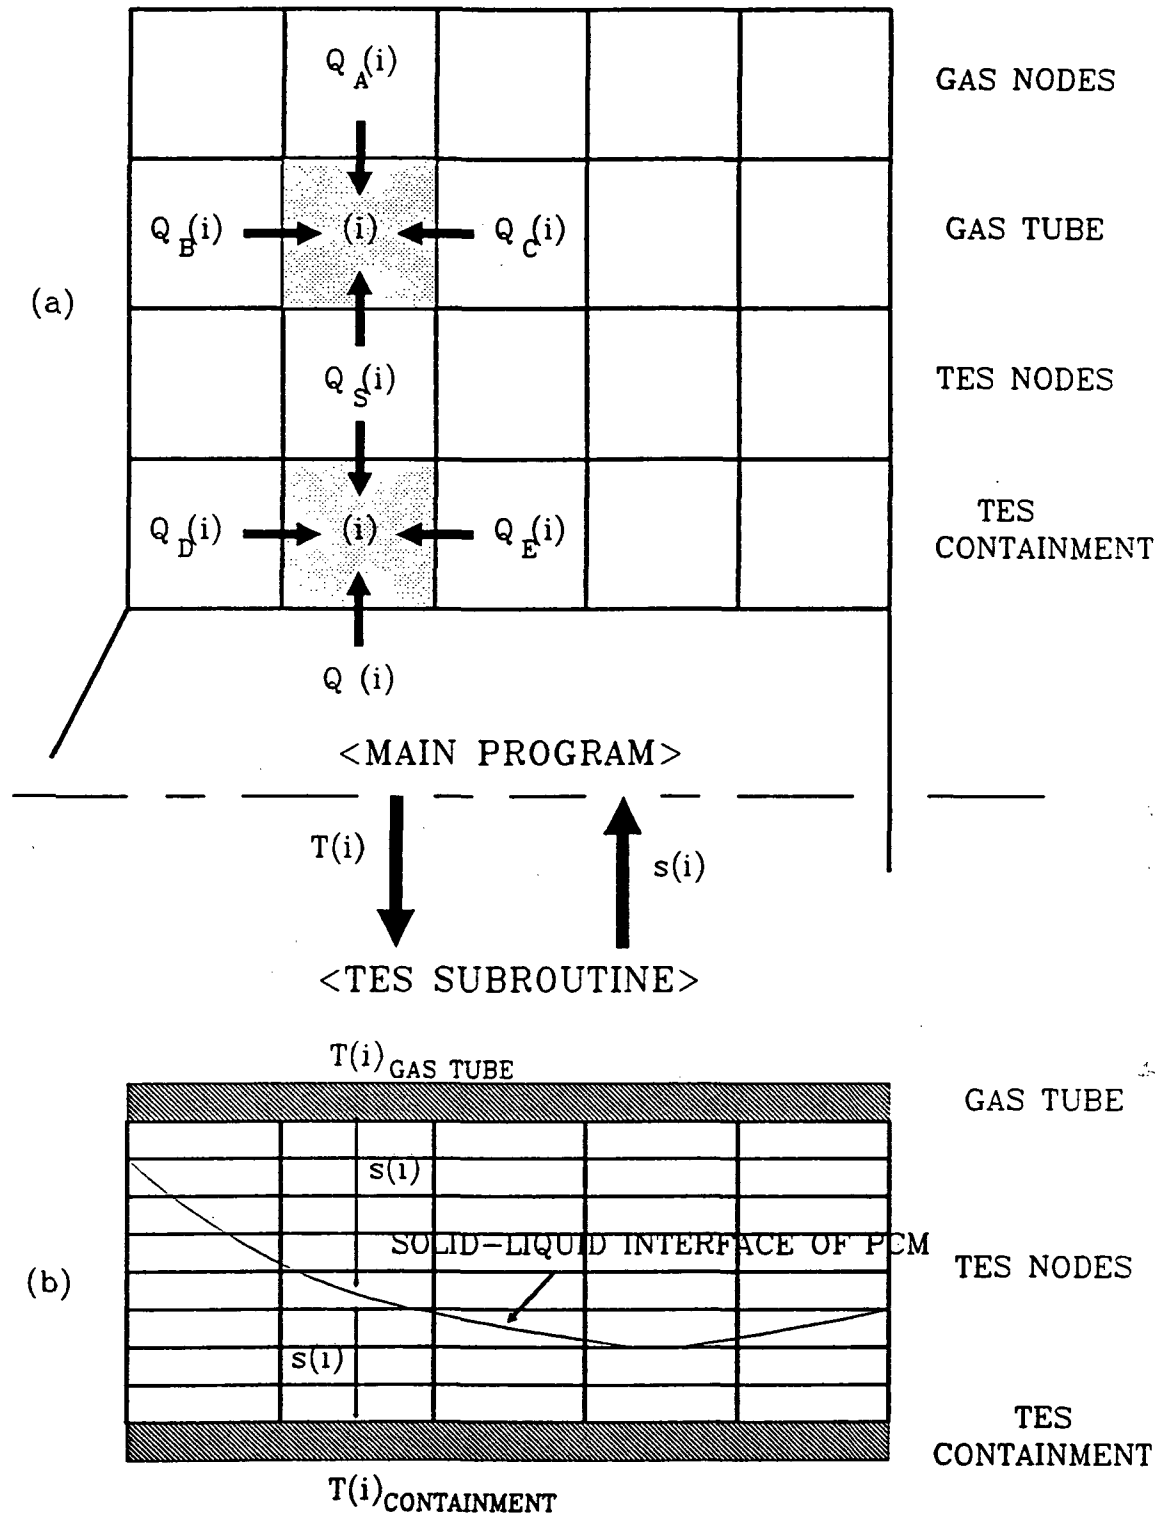 Q_A(i)
GAS NODES
Q_B(i)
(i)
Q_C(i)
GAS TUBE
(a)
Q_S(i)
TES NODES
Q_D(i)
(i)
Q_E(i)
TES
CONTAINMENT
Q (i)
<MAIN PROGRAM>
T(i)
s(i)
<TES SUBROUTINE>
T(i) GAS TUBE
GAS TUBE
s(i)
SOLID-LIQUID INTERFACE OF PCM
TES NODES
(b)
s(i)
TES
CONTAINMENT
T(i) CONTAINMENT